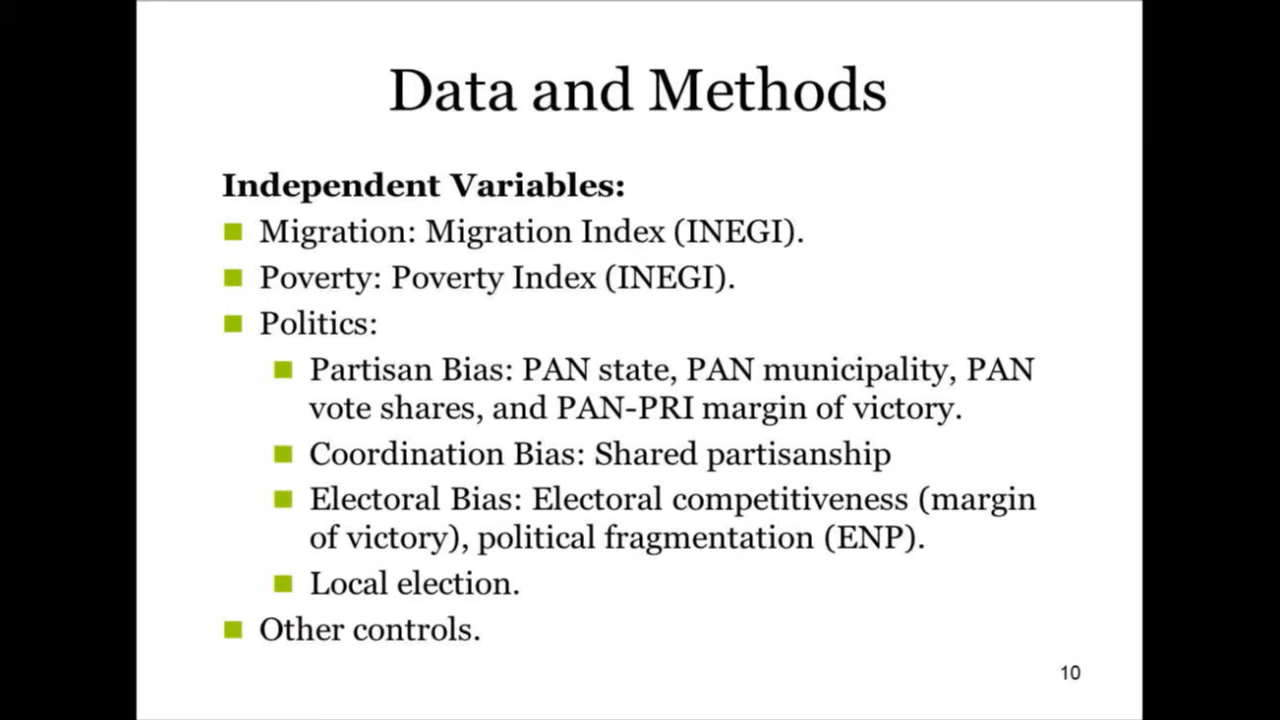 Data and Methods
Independent Variables:
Migration: Migration Index (INEGI).
Poverty: Poverty Index (INEGI).
Politics:
Partisan Bias: PAN state, PAN municipality, PAN
vote shares, and PAN-PRI margin of victory.
Coordination Bias: Shared partisanship
Electoral Bias: Electoral competitiveness (margin
of victory), political fragmentation (ENP).
Local election.
Other controls.
10